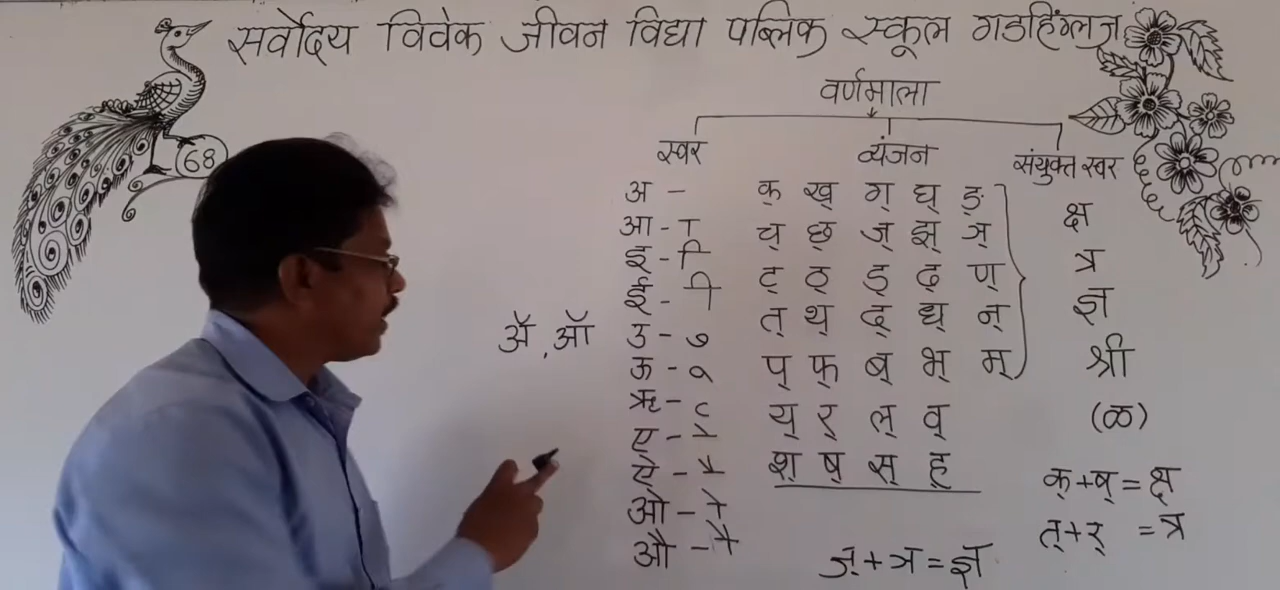 सर्वोदय विवेक जीवन विद्या पब्लिक स्कूल गडहिंग्लज
68
वर्णमाला
स्वर व्यंजन संयुक्त स्वर
अ -
आ - ा
इ - ि
ई - ी
उ - ु
ऊ - ू
ऋ - ृ
ए - े
ऐ - ै
ओ - ो
औ - ौ
ॲ, ऑ
क् ख् ग् घ् ङ्
च् छ् ज् झ् ञ्
ट् ठ् ड् ढ् ण्
त् थ् द् ध् न्
प् फ् ब् भ् म्
य् र् ल् व्
श् ष् स् ह्
क्ष
त्र
ज्ञ
श्री
(ळ)
क् + ष् = क्ष
त् + र् = त्र
ज् + ञ = ज्ञ